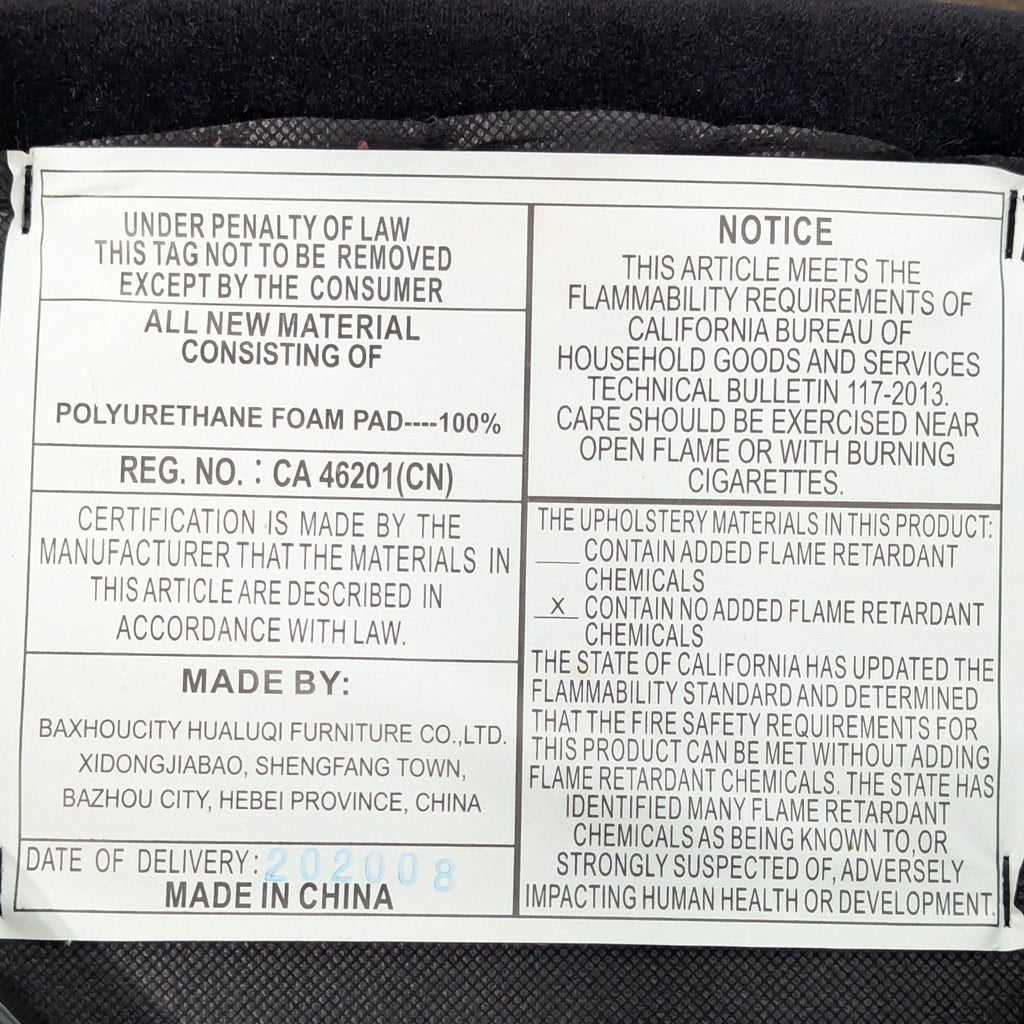 UNDER PENALTY OF LAW
THIS TAG NOT TO BE REMOVED
EXCEPT BY THE CONSUMER
ALL NEW MATERIAL
CONSISTING OF
POLYURETHANE FOAM PAD----100%
REG. NO. : CA 46201(CN)
CERTIFICATION IS MADE BY THE
MANUFACTURER THAT THE MATERIALS IN
THIS ARTICLE ARE DESCRIBED IN
ACCORDANCE WITH LAW.
MADE BY:
BAXHOUCITY HUALUQI FURNITURE CO.,LTD.
XIDONGJIABAO, SHENGFANG TOWN,
BAZHOU CITY, HEBEI PROVINCE, CHINA
DATE OF DELIVERY: 202008
MADE IN CHINA
NOTICE
THIS ARTICLE MEETS THE
FLAMMABILITY REQUIREMENTS OF
CALIFORNIA BUREAU OF
HOUSEHOLD GOODS AND SERVICES
TECHNICAL BULLETIN 117-2013.
CARE SHOULD BE EXERCISED NEAR
OPEN FLAME OR WITH BURNING
CIGARETTES.
THE UPHOLSTERY MATERIALS IN THIS PRODUCT:
___ CONTAIN ADDED FLAME RETARDANT
CHEMICALS
X CONTAIN NO ADDED FLAME RETARDANT
CHEMICALS
THE STATE OF CALIFORNIA HAS UPDATED THE
FLAMMABILITY STANDARD AND DETERMINED
THAT THE FIRE SAFETY REQUIREMENTS FOR
THIS PRODUCT CAN BE MET WITHOUT ADDING
FLAME RETARDANT CHEMICALS. THE STATE HAS
IDENTIFIED MANY FLAME RETARDANT
CHEMICALS AS BEING KNOWN TO, OR
STRONGLY SUSPECTED OF, ADVERSELY
IMPACTING HUMAN HEALTH OR DEVELOPMENT.